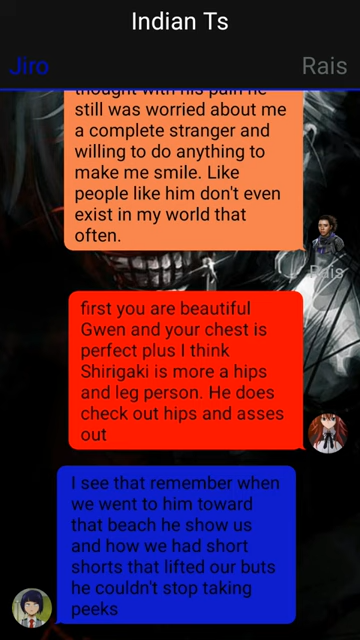 Indian Ts
Jiro Rais
thought with his pain he
still was worried about me
a complete stranger and
willing to do anything to
make me smile. Like
people like him don't even
exist in my world that
often.
Rais
first you are beautiful
Gwen and your chest is
perfect plus I think
Shirigaki is more a hips
and leg person. He does
check out hips and asses
out
I see that remember when
we went to him toward
that beach he show us
and how we had short
shorts that lifted our buts
he couldn't stop taking
peeks